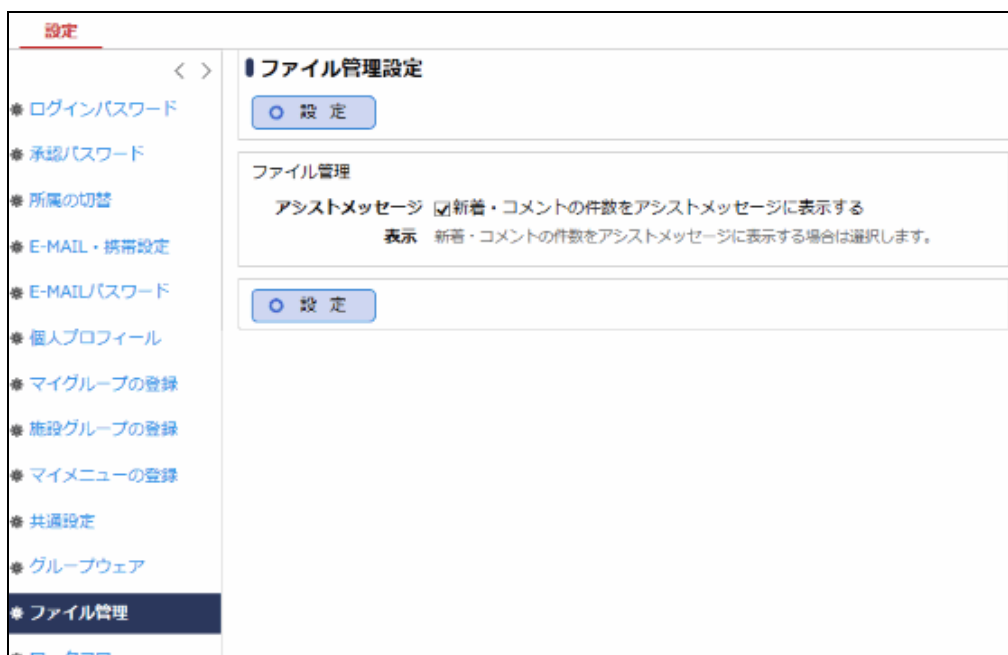 設定
ログインパスワード
承認パスワード
所属の切替
E-MAIL・携帯設定
E-MAILパスワード
個人プロフィール
マイグループの登録
施設グループの登録
マイメニューの登録
共通設定
グループウェア
ファイル管理
ファイル管理設定
設 定
ファイル管理
アシストメッセージ 新着・コメントの件数をアシストメッセージに表示する
表示 新着・コメントの件数をアシストメッセージに表示する場合は選択します。
設 定